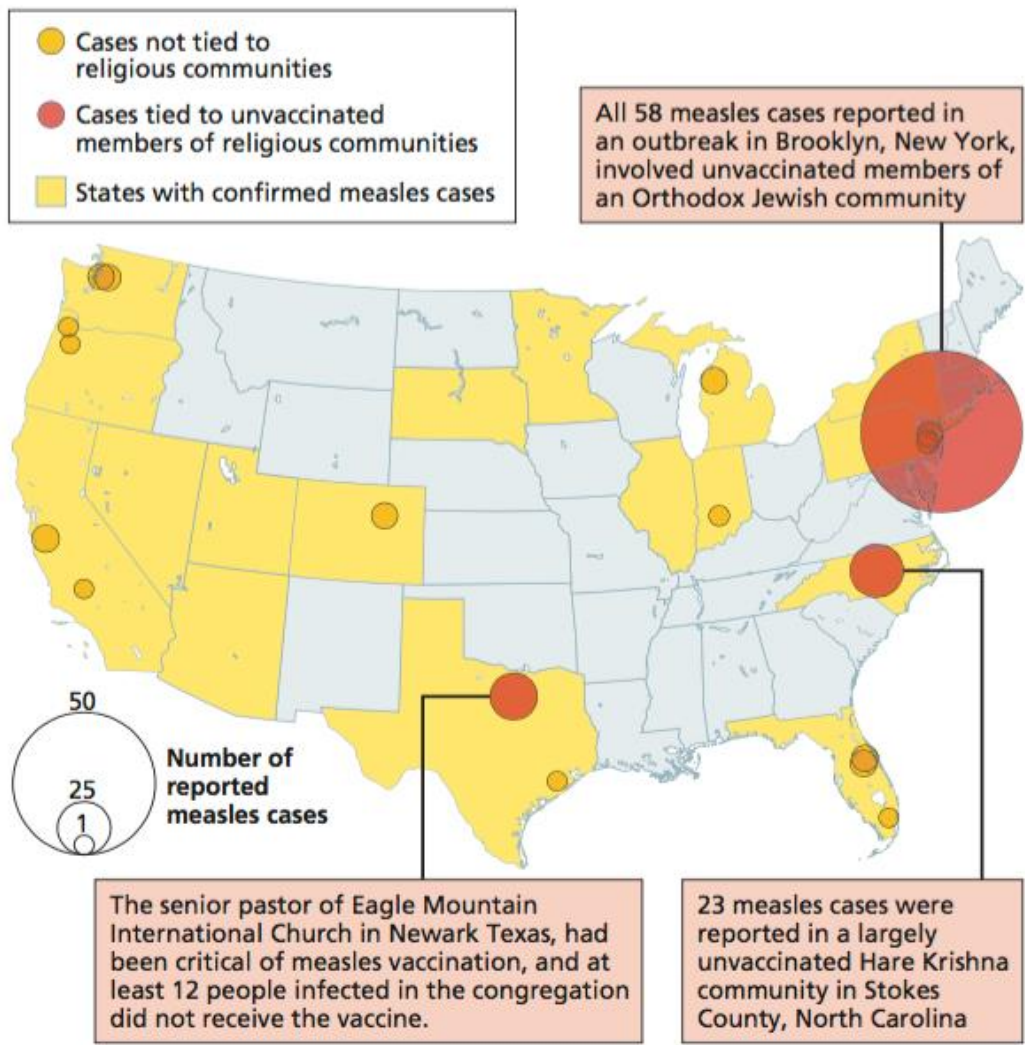 Cases not tied to
religious communities
Cases tied to unvaccinated
members of religious communities
States with confirmed measles cases
All 58 measles cases reported in
an outbreak in Brooklyn, New York,
involved unvaccinated members of
an Orthodox Jewish community
50
25
1
Number of
reported
measles cases
The senior pastor of Eagle Mountain
International Church in Newark Texas, had
been critical of measles vaccination, and at
least 12 people infected in the congregation
did not receive the vaccine.
23 measles cases were
reported in a largely
unvaccinated Hare Krishna
community in Stokes
County, North Carolina